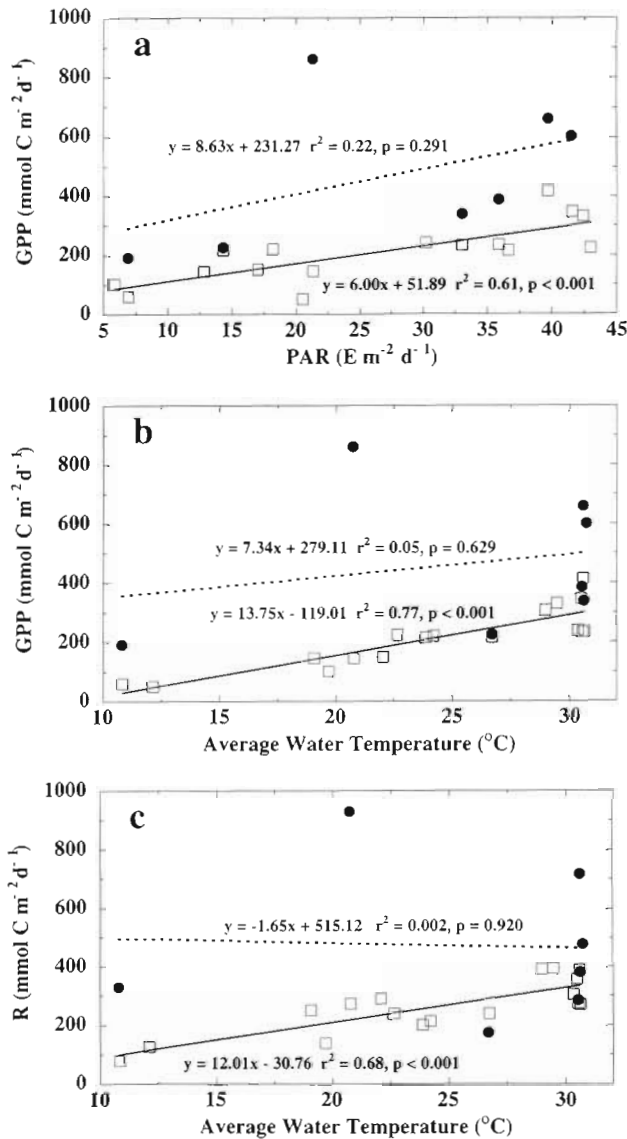 a
1000
800
600
400
200
0
GPP (mmol C m⁻² d⁻¹)
y = 8.63x + 231.27 r² = 0.22, p = 0.291
y = 6.00x + 51.89 r² = 0.61, p < 0.001
5 10 15 20 25 30 35 40 45
PAR (E m⁻² d⁻¹)
b
1000
800
600
400
200
0
GPP (mmol C m⁻² d⁻¹)
y = 7.34x + 279.11 r² = 0.05, p = 0.629
y = 13.75x - 119.01 r² = 0.77, p < 0.001
10 15 20 25 30
Average Water Temperature (°C)
c
1000
800
600
400
200
0
R (mmol C m⁻² d⁻¹)
y = -1.65x + 515.12 r² = 0.002, p = 0.920
y = 12.01x - 30.76 r² = 0.68, p < 0.001
10 15 20 25 30
Average Water Temperature (°C)